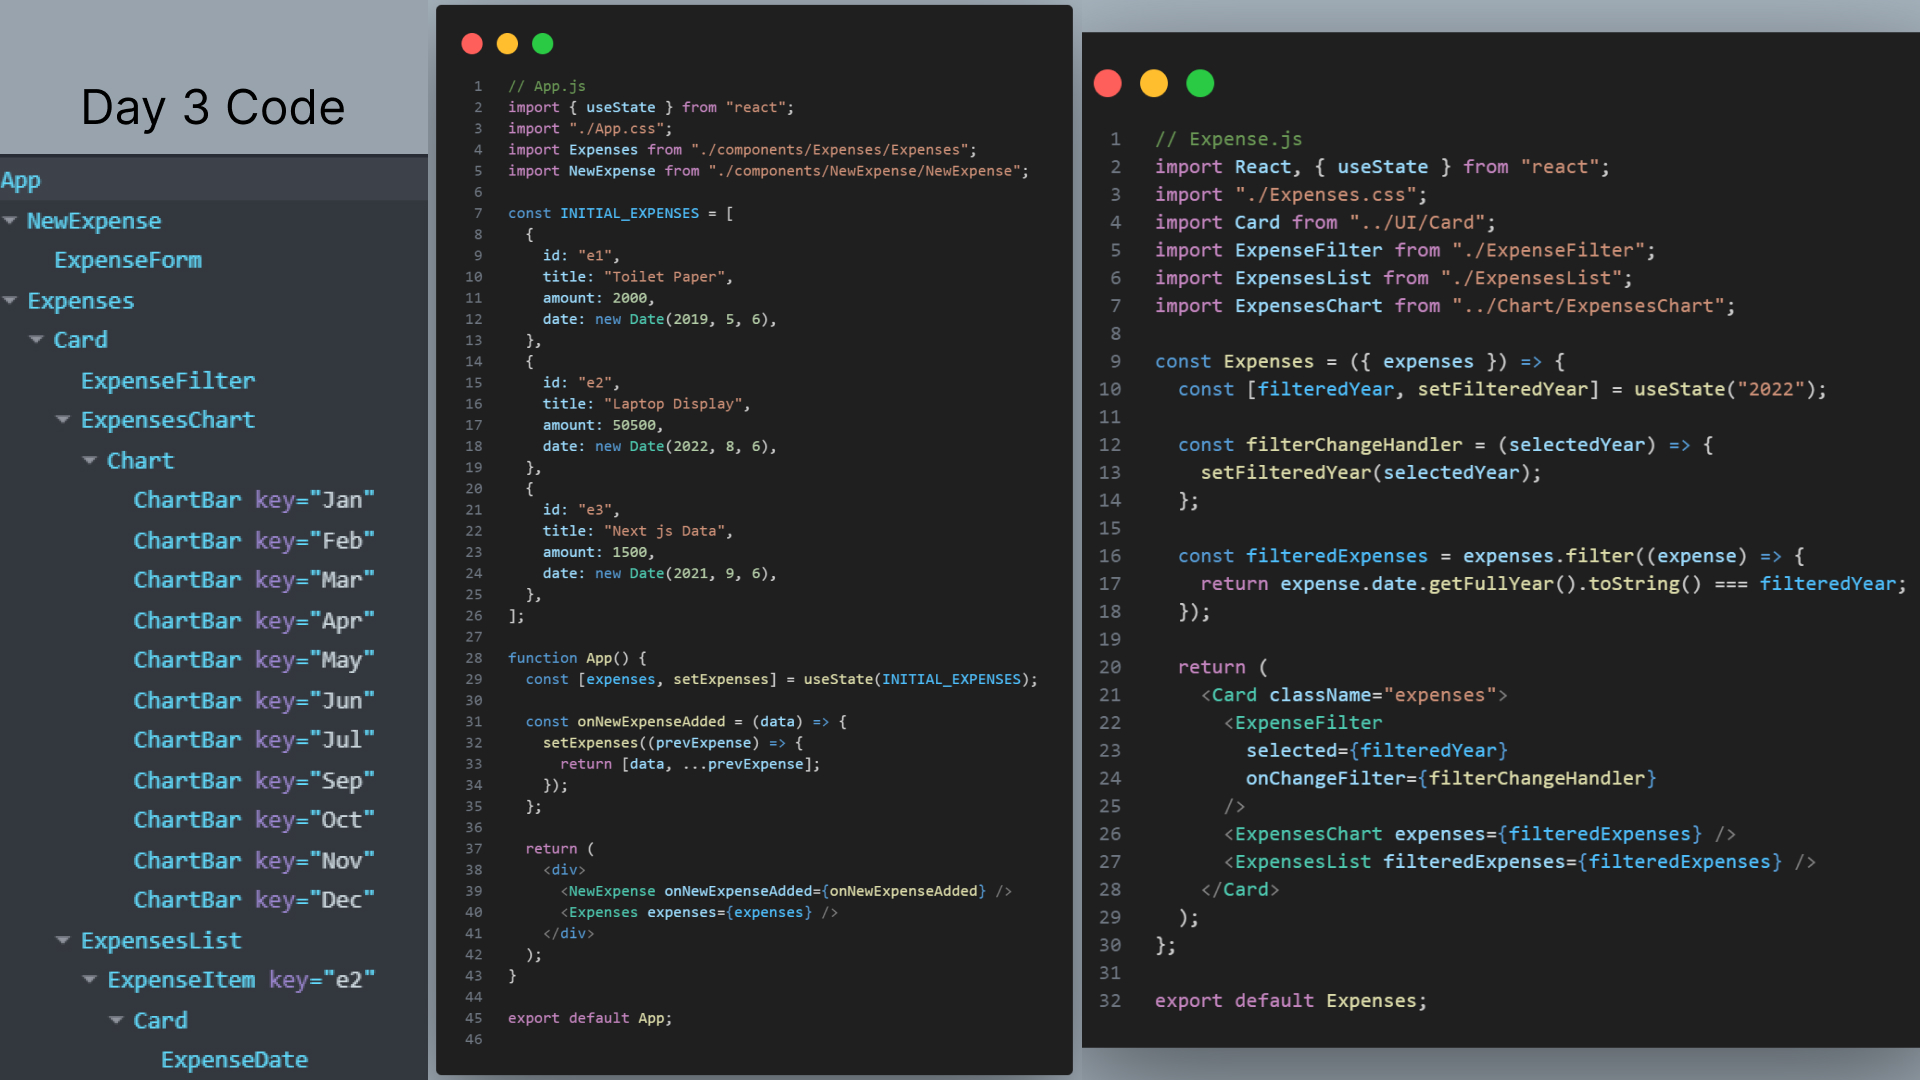 Day 3 Code
App
NewExpense
ExpenseForm
Expenses
Card
ExpenseFilter
ExpensesChart
Chart
ChartBar key="Jan"
ChartBar key="Feb"
ChartBar key="Mar"
ChartBar key="Apr"
ChartBar key="May"
ChartBar key="Jun"
ChartBar key="Jul"
ChartBar key="Sep"
ChartBar key="Oct"
ChartBar key="Nov"
ChartBar key="Dec"
ExpensesList
ExpenseItem key="e2"
Card
ExpenseDate
1 // App.js
2 import { useState } from "react";
3 import "./App.css";
4 import Expenses from "./components/Expenses/Expenses";
5 import NewExpense from "./components/NewExpense/NewExpense";
6
7 const INITIAL_EXPENSES = [
8 {
9 id: "e1",
10 title: "Toilet Paper",
11 amount: 2000,
12 date: new Date(2019, 5, 6),
13 },
14 {
15 id: "e2",
16 title: "Laptop Display",
17 amount: 50500,
18 date: new Date(2022, 8, 6),
19 },
20 {
21 id: "e3",
22 title: "Next js Data",
23 amount: 1500,
24 date: new Date(2021, 9, 6),
25 },
26 ];
27
28 function App() {
29 const [expenses, setExpenses] = useState(INITIAL_EXPENSES);
30
31 const onNewExpenseAdded = (data) => {
32 setExpenses((prevExpense) => {
33 return [data, ...prevExpense];
34 });
35 };
36
37 return (
38 <div>
39 <NewExpense onNewExpenseAdded={onNewExpenseAdded} />
40 <Expenses expenses={expenses} />
41 </div>
42 );
43 }
44
45 export default App;
46
1 // Expense.js
2 import React, { useState } from "react";
3 import "./Expenses.css";
4 import Card from "../UI/Card";
5 import ExpenseFilter from "./ExpenseFilter";
6 import ExpensesList from "./ExpensesList";
7 import ExpensesChart from "../Chart/ExpensesChart";
8
9 const Expenses = ({ expenses }) => {
10 const [filteredYear, setFilteredYear] = useState("2022");
11
12 const filterChangeHandler = (selectedYear) => {
13 setFilteredYear(selectedYear);
14 };
15
16 const filteredExpenses = expenses.filter((expense) => {
17 return expense.date.getFullYear().toString() === filteredYear;
18 });
19
20 return (
21 <Card className="expenses">
22 <ExpenseFilter
23 selected={filteredYear}
24 onChangeFilter={filterChangeHandler}
25 />
26 <ExpensesChart expenses={filteredExpenses} />
27 <ExpensesList filteredExpenses={filteredExpenses} />
28 </Card>
29 );
30 };
31
32 export default Expenses;